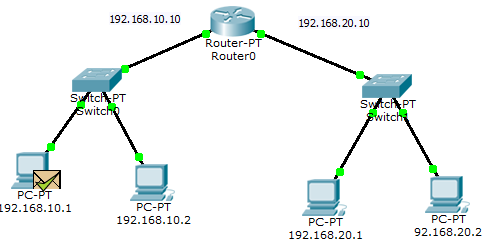 192.168.10.10
192.168.20.10
Router-PT
Router0
Switch-PT
Switch0
Switch-PT
Switch
PC-PT
192.168.10.1
PC-PT
192.168.10.2
PC-PT
192.168.20.1
PC-PT
92.168.20.2